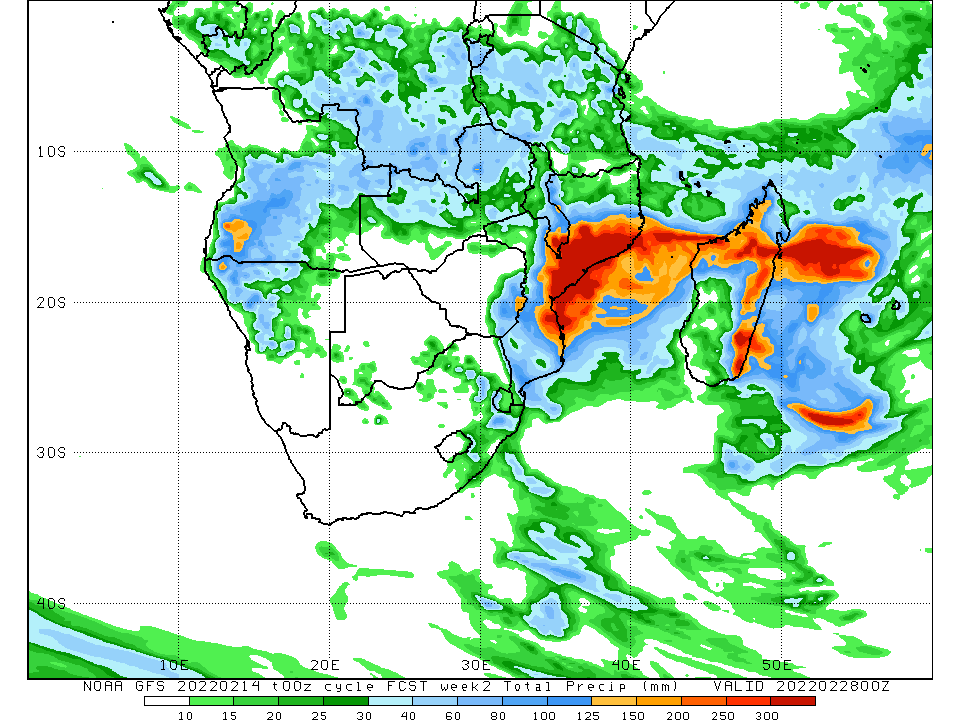 10S
20S
30S
40S
10E 20E 30E 40E 50E
NOAA GFS 20220214 t00z cycle FCST week2 Total Precip (mm) VALID 2022022800Z
10 15 20 25 30 40 60 80 100 125 150 200 250 300